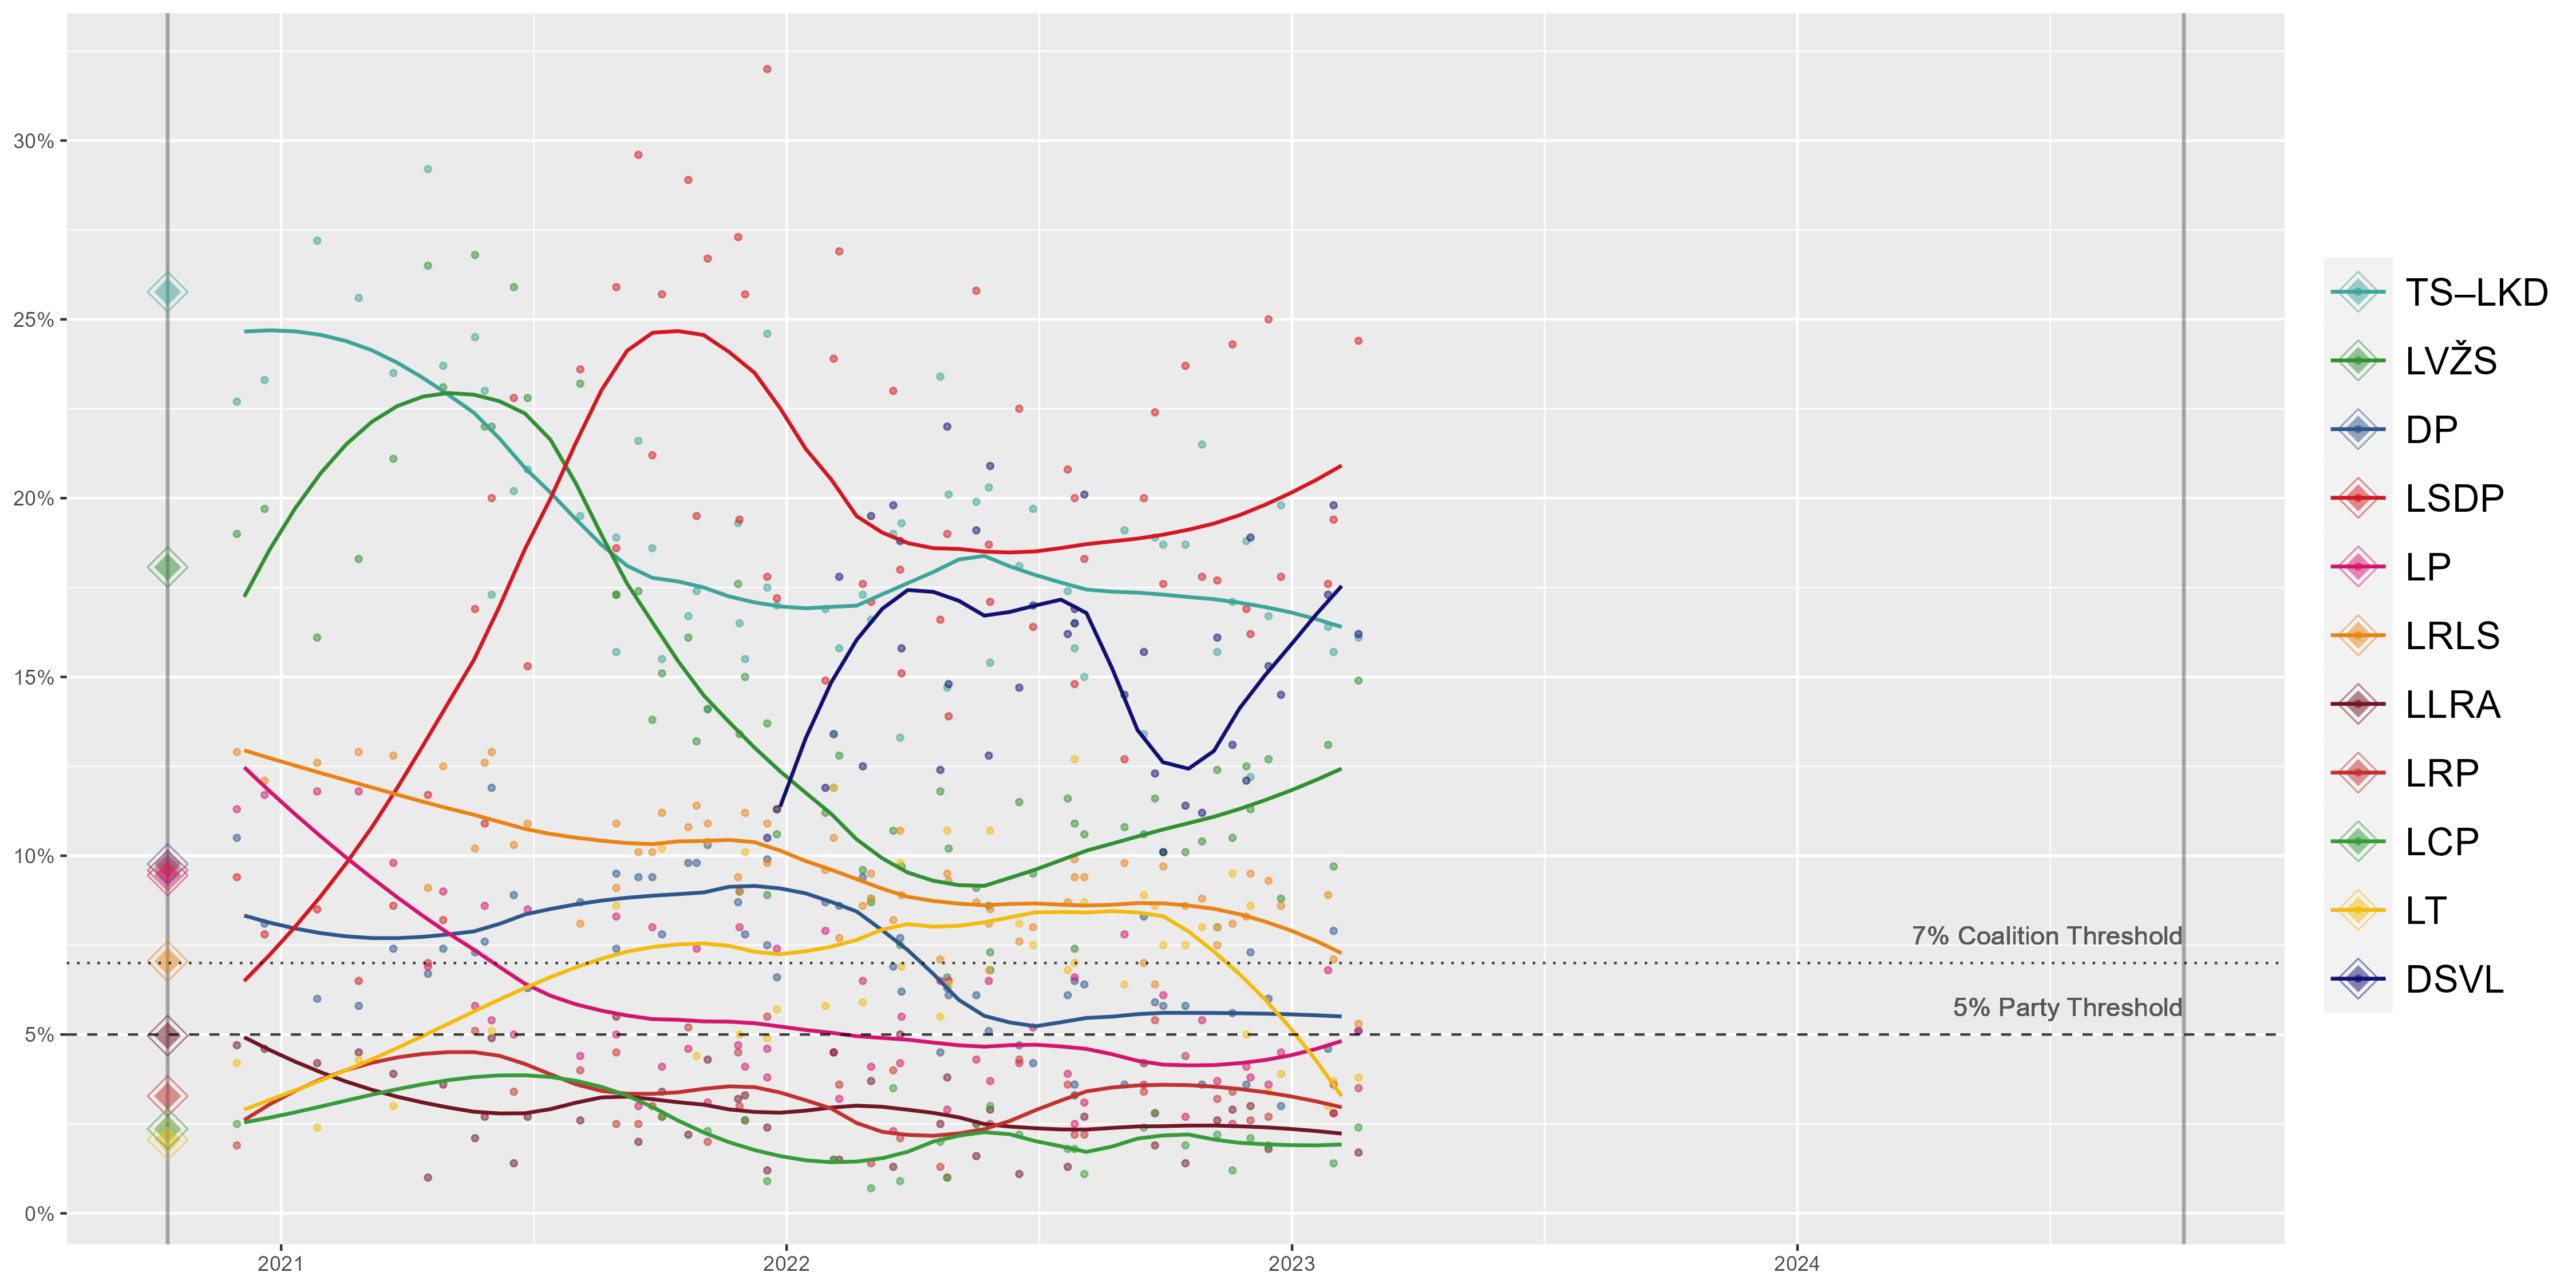 30%
25%
20%
15%
10%
5%
0%
2021
2022
2023
2024
7% Coalition Threshold
5% Party Threshold
TS–LKD
LVŽS
DP
LSDP
LP
LRLS
LLRA
LRP
LCP
LT
DSVL